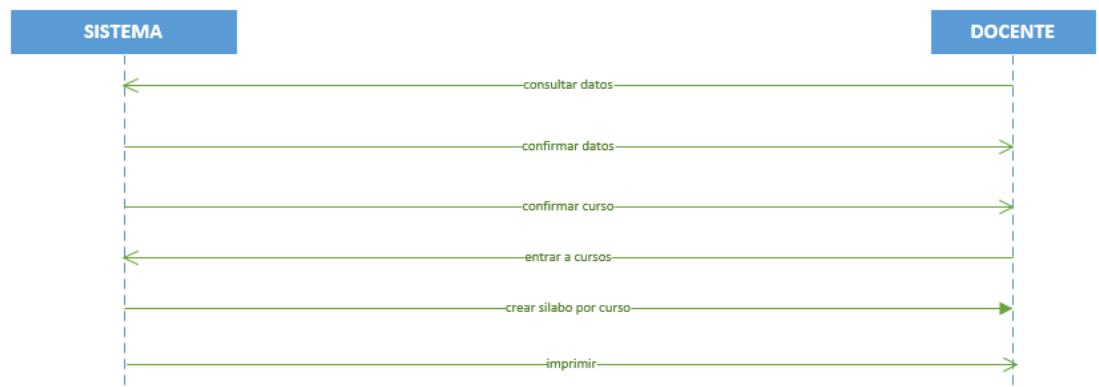 SISTEMA
DOCENTE
consultar datos
confirmar datos
confirmar curso
entrar a cursos
crear silabo por curso
imprimir